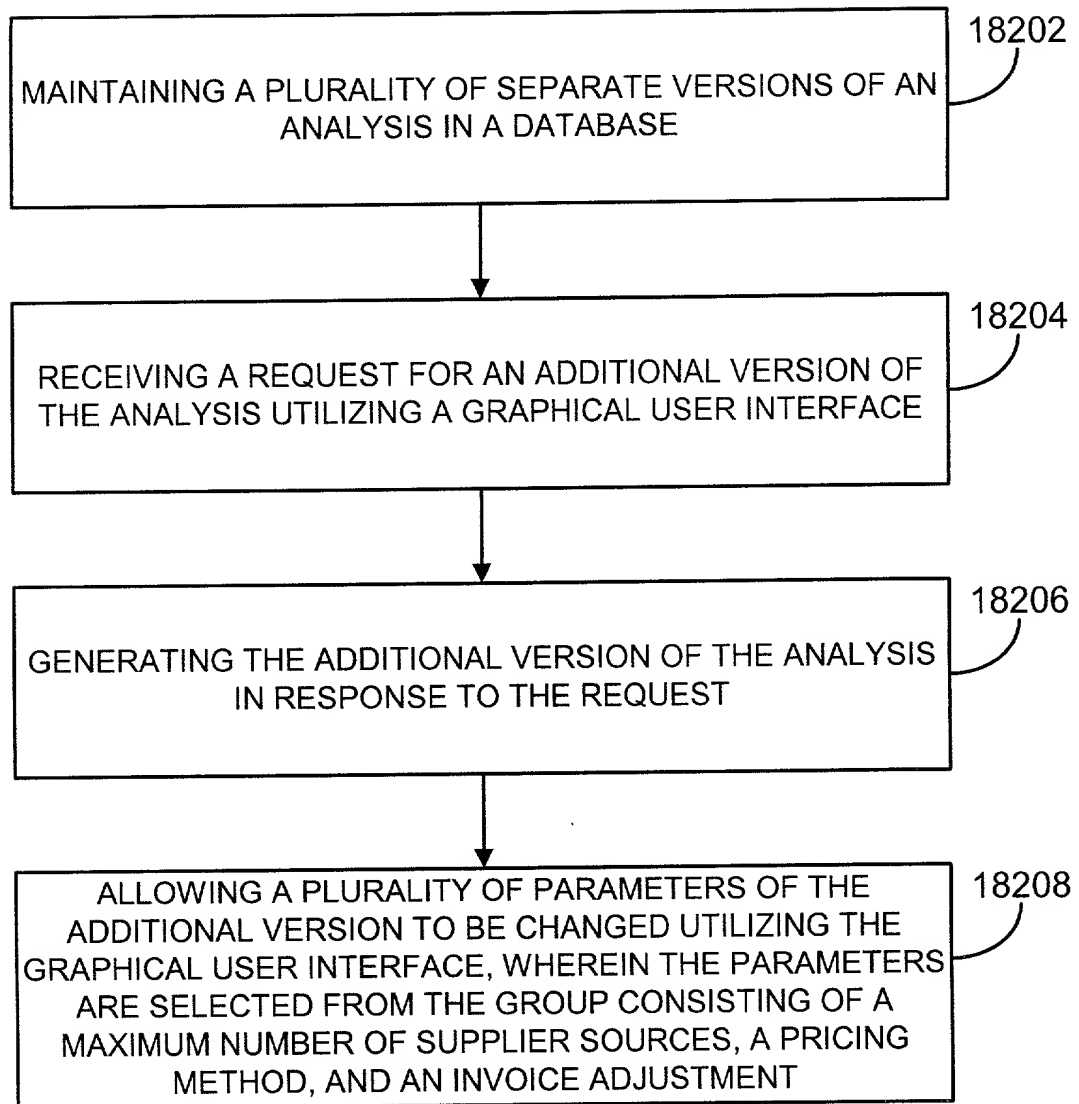 18202
MAINTAINING A PLURALITY OF SEPARATE VERSIONS OF AN
ANALYSIS IN A DATABASE
18204
RECEIVING A REQUEST FOR AN ADDITIONAL VERSION OF
THE ANALYSIS UTILIZING A GRAPHICAL USER INTERFACE
18206
GENERATING THE ADDITIONAL VERSION OF THE ANALYSIS
IN RESPONSE TO THE REQUEST
18208
ALLOWING A PLURALITY OF PARAMETERS OF THE
ADDITIONAL VERSION TO BE CHANGED UTILIZING THE
GRAPHICAL USER INTERFACE, WHEREIN THE PARAMETERS
ARE SELECTED FROM THE GROUP CONSISTING OF A
MAXIMUM NUMBER OF SUPPLIER SOURCES, A PRICING
METHOD, AND AN INVOICE ADJUSTMENT